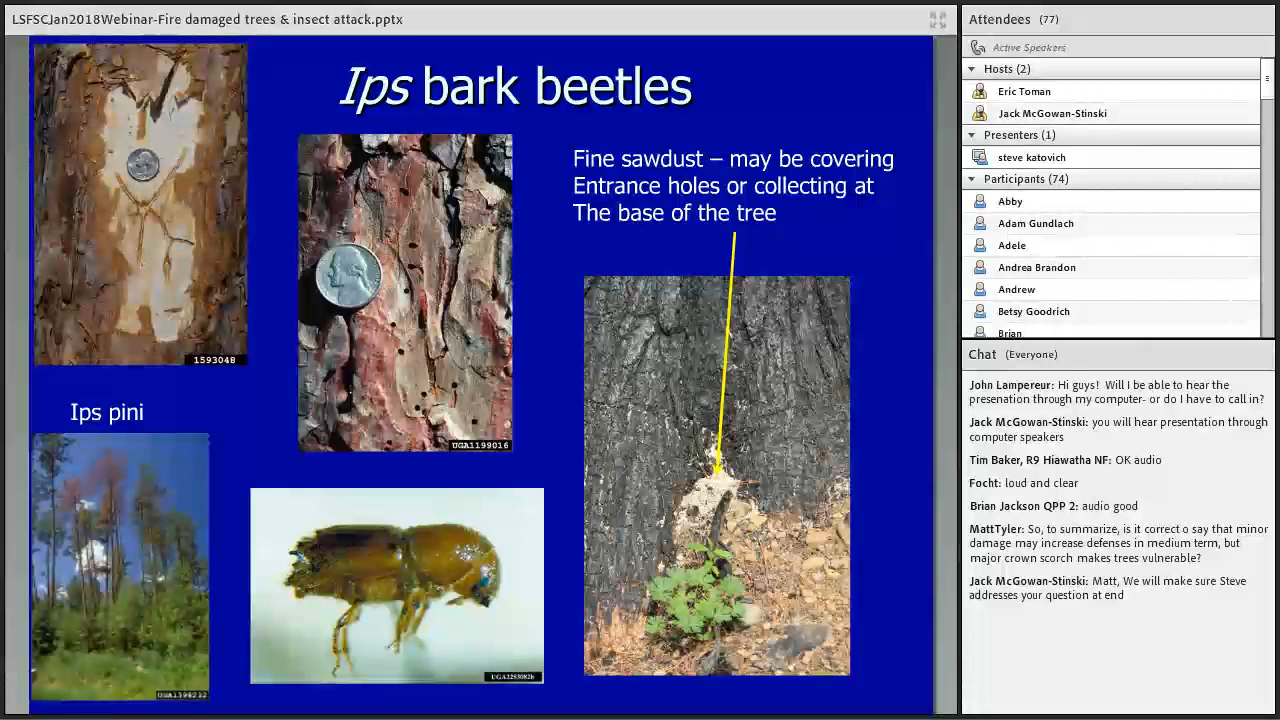 LSFSCJan2018Webinar-Fire damaged trees & insect attack.pptx
Ips bark beetles
Fine sawdust – may be covering
Entrance holes or collecting at
The base of the tree
1593048
UGA1199016
Ips pini
UGA1398232
UGA2253082b
Attendees (77)
Active Speakers
Hosts (2)
Eric Toman
Jack McGowan-Stinski
Presenters (1)
steve katovich
Participants (74)
Abby
Adam Gundlach
Adele
Andrea Brandon
Andrew
Betsy Goodrich
Brian
Chat (Everyone)
John Lampereur: Hi guys! Will I be able to hear the
presenation through my computer- or do I have to call in?
Jack McGowan-Stinski: you will hear presentation through
computer speakers
Tim Baker, R9 Hiawatha NF: OK audio
Focht: loud and clear
Brian Jackson QPP 2: audio good
MattTyler: So, to summarize, is it correct o say that minor
damage may increase defenses in medium term, but
major crown scorch makes trees vulnerable?
Jack McGowan-Stinski: Matt, We will make sure Steve
addresses your question at end